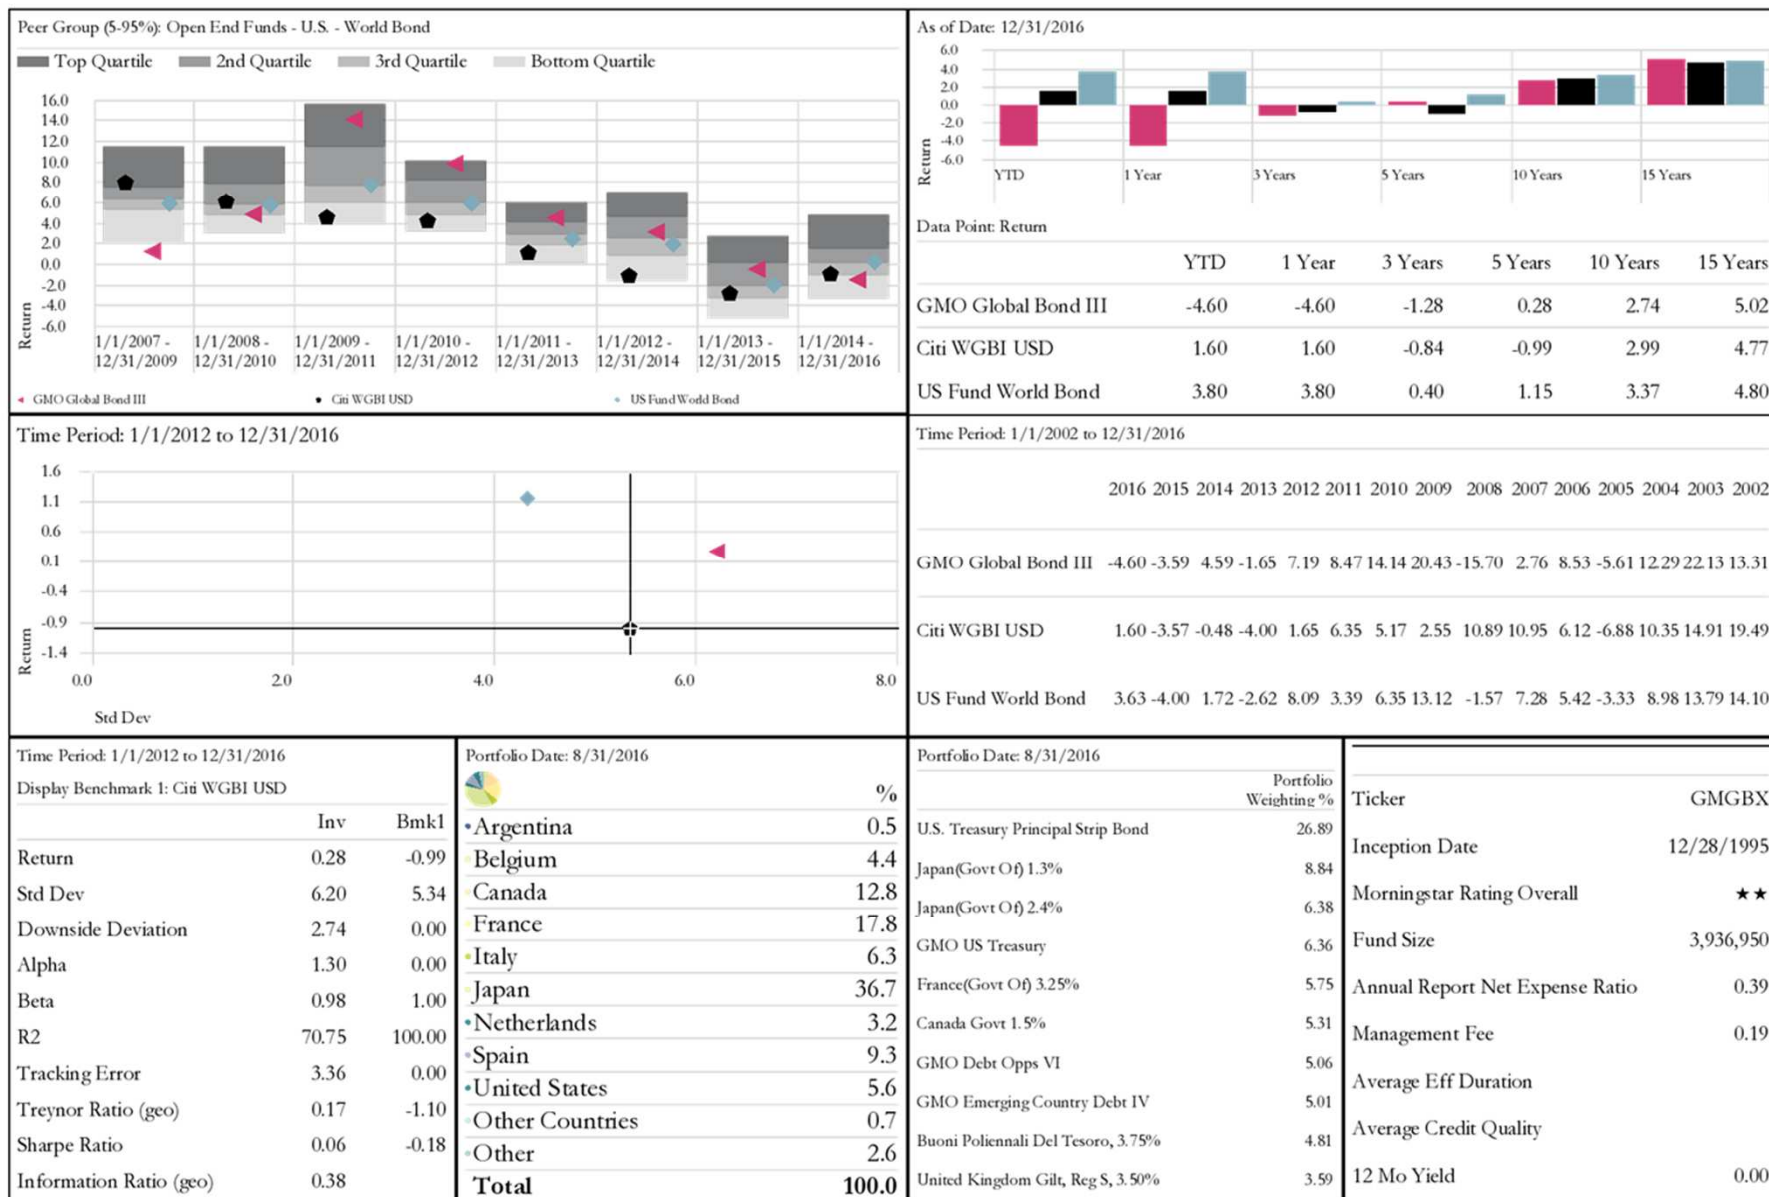 Peer Group (5-95%): Open End Funds - U.S. - World Bond
Top Quartile 2nd Quartile 3rd Quartile Bottom Quartile
16.0
14.0
12.0
10.0
8.0
6.0
4.0
2.0
0.0
-2.0
-4.0
-6.0
Return
1/1/2007 - 1/1/2008 - 1/1/2009 - 1/1/2010 - 1/1/2011 - 1/1/2012 - 1/1/2013 - 1/1/2014 -
12/31/2009 12/31/2010 12/31/2011 12/31/2012 12/31/2013 12/31/2014 12/31/2015 12/31/2016
GMO Global Bond III Citi WGBI USD US Fund World Bond
As of Date: 12/31/2016
6.0
4.0
2.0
0.0
-2.0
-4.0
-6.0
Return
YTD 1 Year 3 Years 5 Years 10 Years 15 Years
Data Point: Return
YTD 1 Year 3 Years 5 Years 10 Years 15 Years
GMO Global Bond III -4.60 -4.60 -1.28 0.28 2.74 5.02
Citi WGBI USD 1.60 1.60 -0.84 -0.99 2.99 4.77
US Fund World Bond 3.80 3.80 0.40 1.15 3.37 4.80
Time Period: 1/1/2012 to 12/31/2016
1.6
1.1
0.6
0.1
-0.4
-0.9
-1.4
Return
0.0 2.0 4.0 6.0 8.0
Std Dev
Time Period: 1/1/2002 to 12/31/2016
2016 2015 2014 2013 2012 2011 2010 2009 2008 2007 2006 2005 2004 2003 2002
GMO Global Bond III -4.60 -3.59 4.59 -1.65 7.19 8.47 14.14 20.43 -15.70 2.76 8.53 -5.61 12.29 22.13 13.31
Citi WGBI USD 1.60 -3.57 -0.48 -4.00 1.65 6.35 5.17 2.55 10.89 10.95 6.12 -6.88 10.35 14.91 19.49
US Fund World Bond 3.63 -4.00 1.72 -2.62 8.09 3.39 6.35 13.12 -1.57 7.28 5.42 -3.33 8.98 13.79 14.10
Time Period: 1/1/2012 to 12/31/2016
Display Benchmark 1: Citi WGBI USD
Inv Bmk1
Return 0.28 -0.99
Std Dev 6.20 5.34
Downside Deviation 2.74 0.00
Alpha 1.30 0.00
Beta 0.98 1.00
R2 70.75 100.00
Tracking Error 3.36 0.00
Treynor Ratio (geo) 0.17 -1.10
Sharpe Ratio 0.06 -0.18
Information Ratio (geo) 0.38
Portfolio Date: 8/31/2016
%
Argentina 0.5
Belgium 4.4
Canada 12.8
France 17.8
Italy 6.3
Japan 36.7
Netherlands 3.2
Spain 9.3
United States 5.6
Other Countries 0.7
Other 2.6
Total 100.0
Portfolio Date: 8/31/2016
Portfolio
Weighting %
U.S. Treasury Principal Strip Bond 26.89
Japan(Govt Of) 1.3% 8.84
Japan(Govt Of) 2.4% 6.38
GMO US Treasury 6.36
France(Govt Of) 3.25% 5.75
Canada Govt 1.5% 5.31
GMO Debt Opps VI 5.06
GMO Emerging Country Debt IV 5.01
Buoni Poliennali Del Tesoro, 3.75% 4.81
United Kingdom Gilt, Reg S, 3.50% 3.59
Ticker GMGBX
Inception Date 12/28/1995
Morningstar Rating Overall ★★
Fund Size 3,936,950
Annual Report Net Expense Ratio 0.39
Management Fee 0.19
Average Eff Duration
Average Credit Quality
12 Mo Yield 0.00